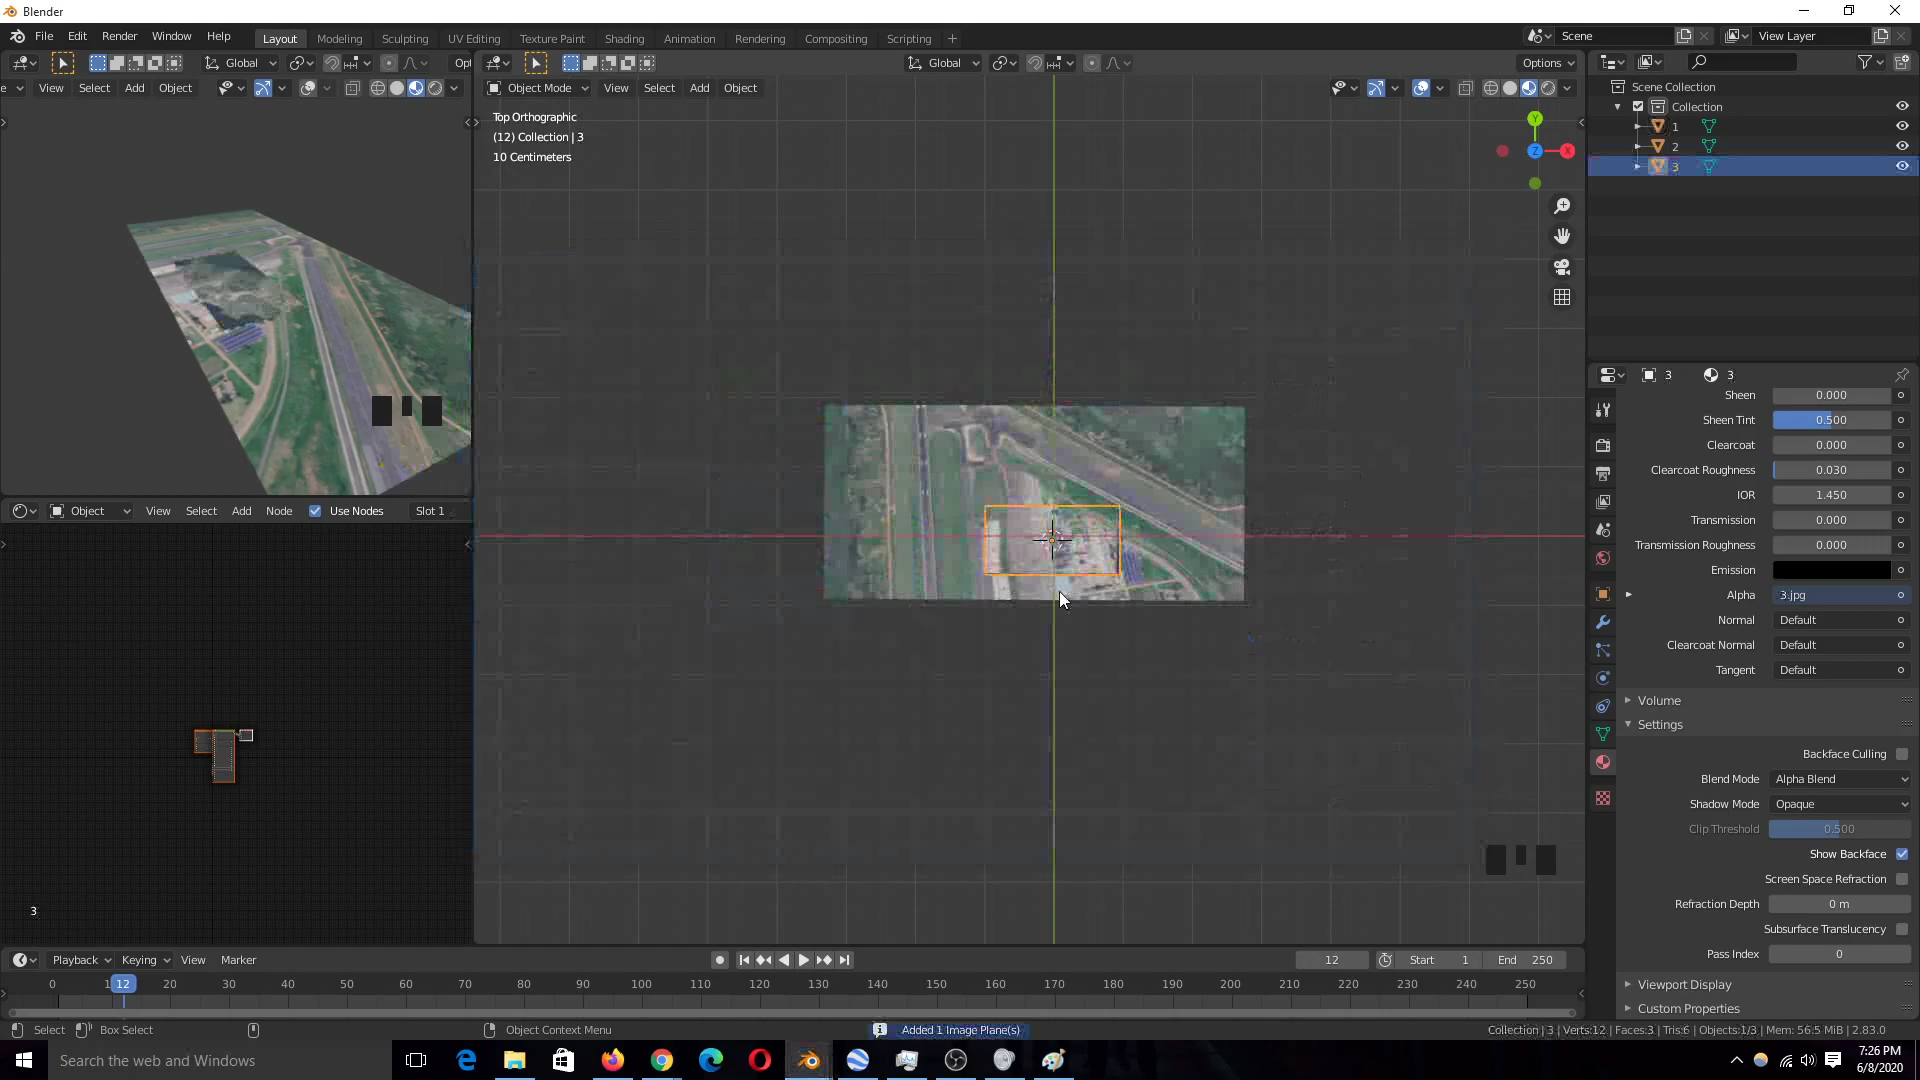 Blender
File Edit Render Window Help
Layout Modeling Sculpting UV Editing Texture Paint Shading Animation Rendering Compositing Scripting +
Scene
View Layer
Global
Opt
Global
Options
e View Select Add Object
Object Mode View Select Add Object
Top Orthographic
(12) Collection | 3
10 Centimeters
Y
Z
X
Scene Collection
Collection
1
2
3
3 3
Sheen 0.000
Sheen Tint 0.500
Clearcoat 0.000
Clearcoat Roughness 0.030
IOR 1.450
Transmission 0.000
Transmission Roughness 0.000
Emission
Alpha 3.jpg
Normal Default
Clearcoat Normal Default
Tangent Default
Volume
Settings
Backface Culling
Blend Mode Alpha Blend
Shadow Mode Opaque
Clip Threshold 0.500
Show Backface
Screen Space Refraction
Refraction Depth 0 m
Subsurface Translucency
Pass Index 0
Viewport Display
Custom Properties
Object View Select Add Node Use Nodes Slot 1
3
Playback Keying View Marker
12 Start 1 End 250
0 1 12 20 30 40 50 60 70 80 90 100 110 120 130 140 150 160 170 180 190 200 210 220 230 240 250
Select Box Select Object Context Menu
Added 1 Image Plane(s)
Collection | 3 | Verts:12 | Faces:3 | Tris:6 | Objects:1/3 | Mem: 56.5 MiB | 2.83.0
Search the web and Windows
7:26 PM
6/8/2020